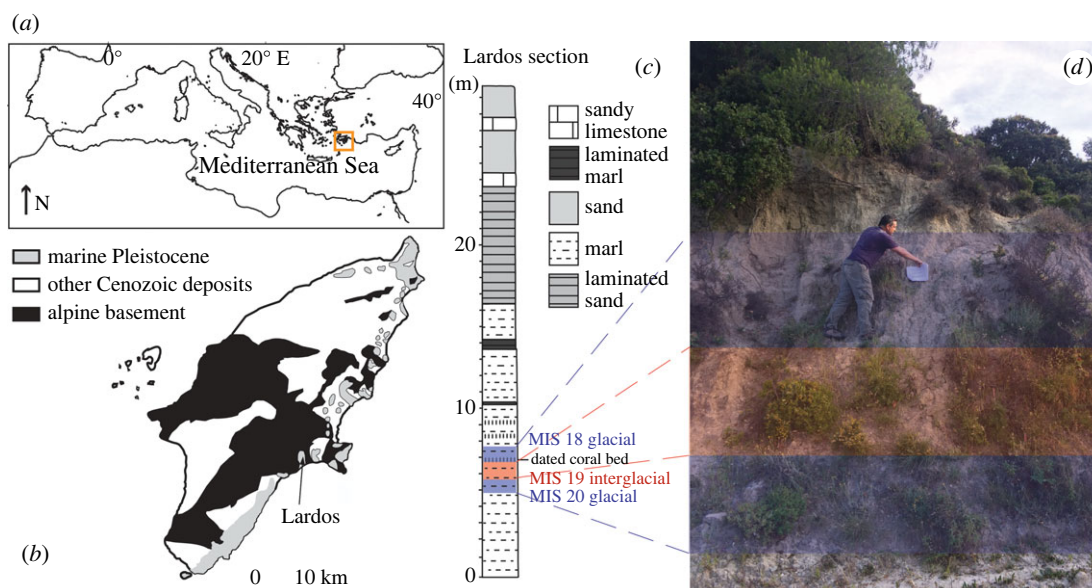 (a)
0°
20° E
40°
Mediterranean Sea
N
marine Pleistocene
other Cenozoic deposits
alpine basement
Lardos
(b)
0 10 km
Lardos section
(c)
(m)
20
10
0
sandy
limestone
laminated
marl
sand
marl
laminated
sand
MIS 18 glacial
dated coral bed
MIS 19 interglacial
MIS 20 glacial
(d)